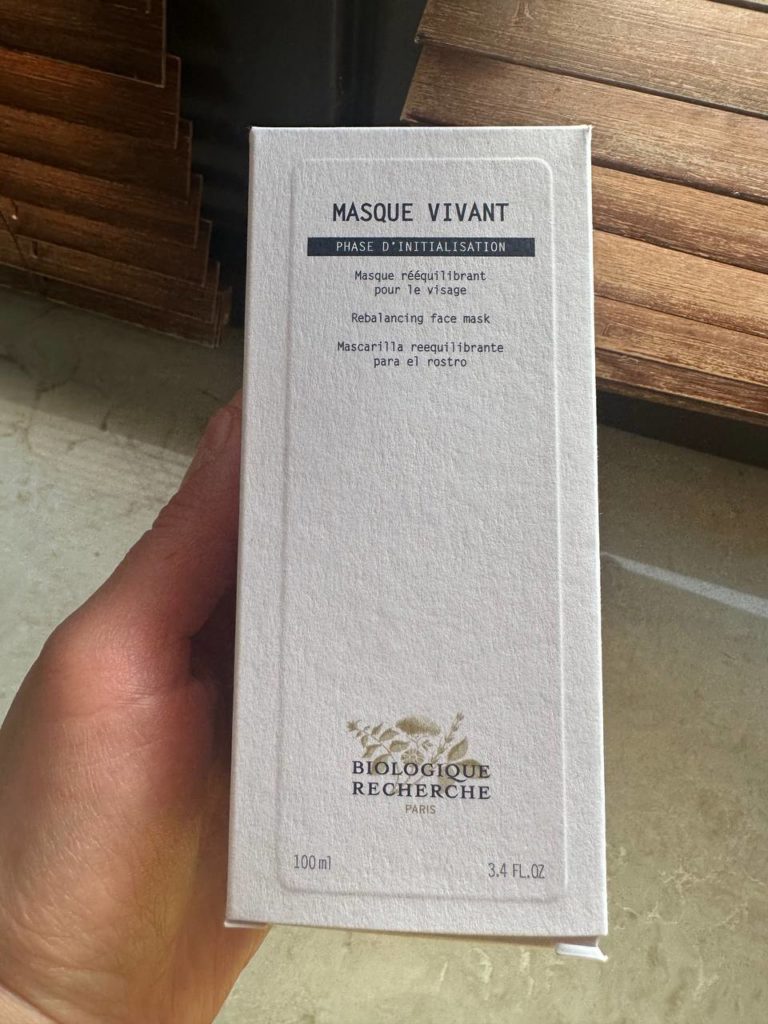 MASQUE VIVANT
PHASE D'INITIALISATION
Masque rééquilibrant
pour le visage
Rebalancing face mask
Mascarilla reequilibrante
para el rostro
BIOLOGIQUE
RECHERCHE
PARIS
100 ml
3.4 FL.OZ